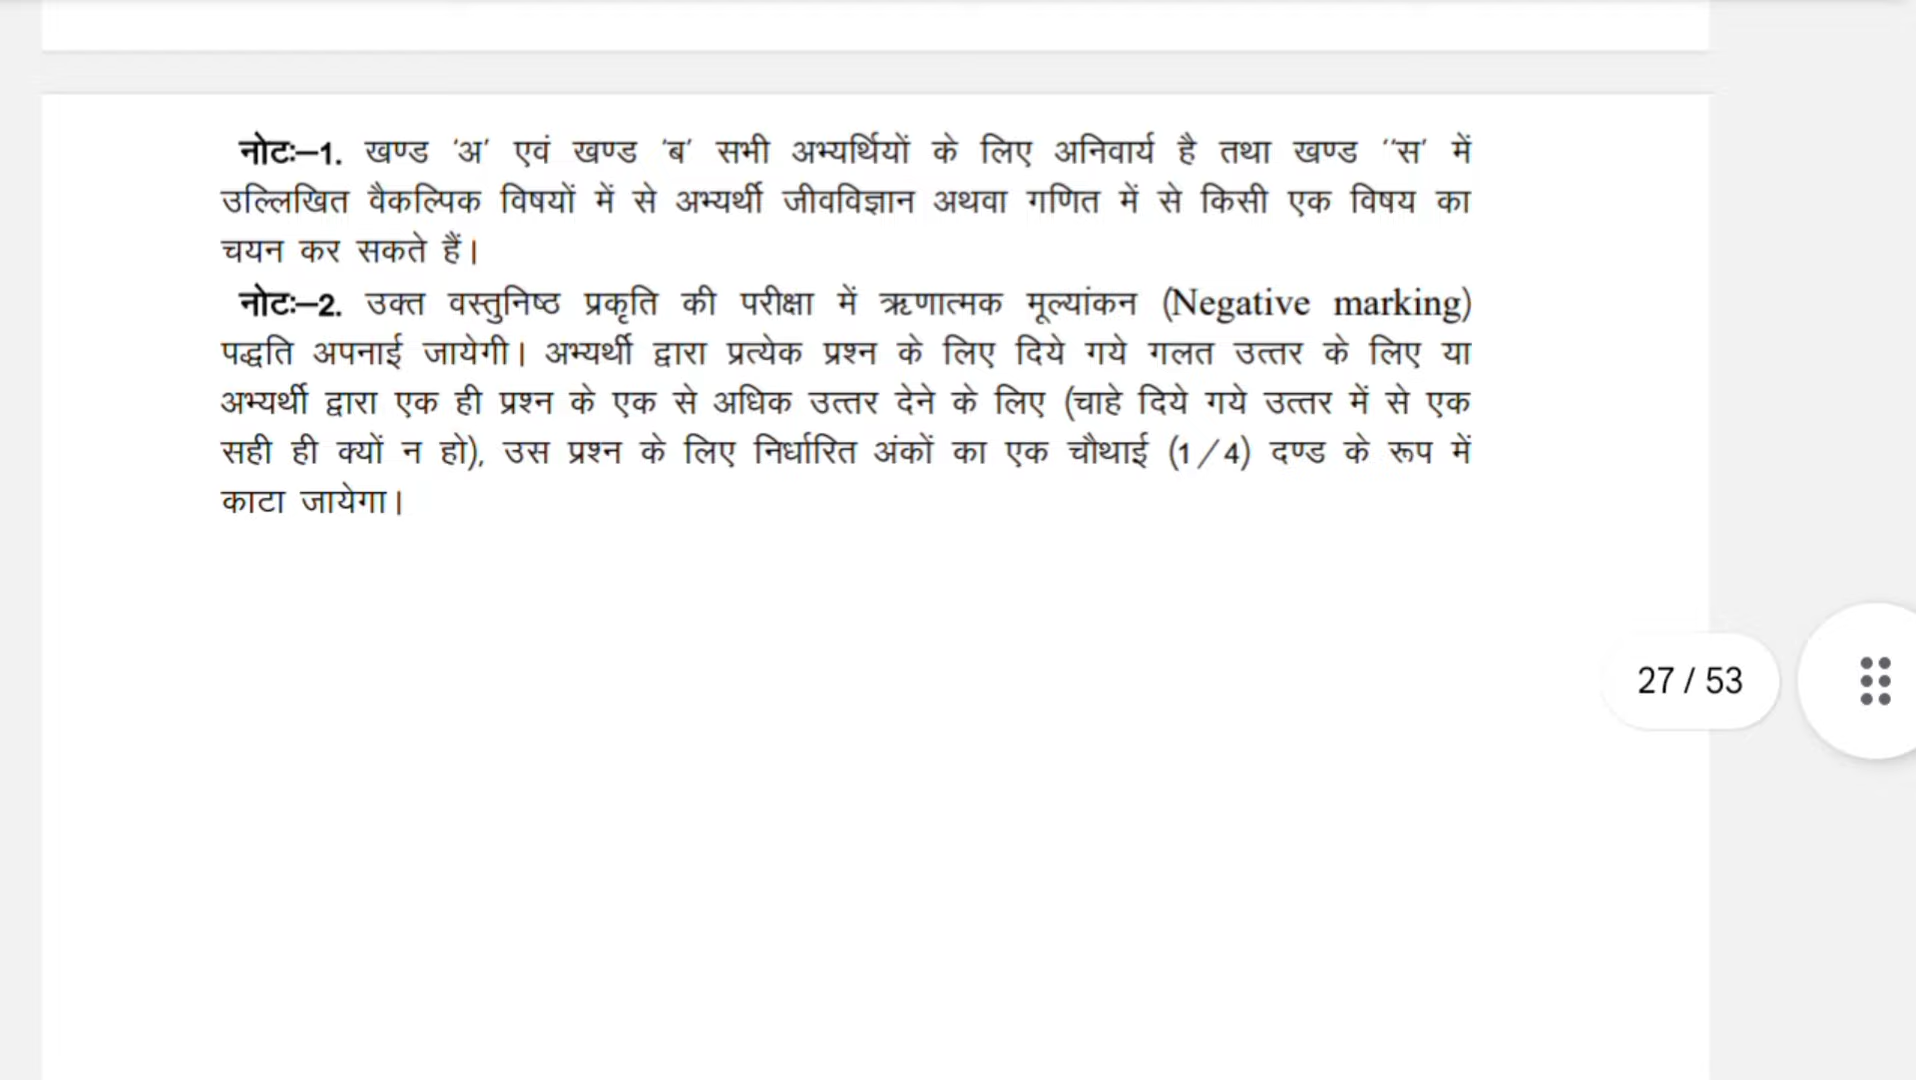 नोटः–1. खण्ड 'अ' एवं खण्ड 'ब' सभी अभ्यर्थियों के लिए अनिवार्य है तथा खण्ड ''स' में
उल्लिखित वैकल्पिक विषयों में से अभ्यर्थी जीवविज्ञान अथवा गणित में से किसी एक विषय का
चयन कर सकते हैं।
नोटः–2. उक्त वस्तुनिष्ठ प्रकृति की परीक्षा में ऋणात्मक मूल्यांकन (Negative marking)
पद्धति अपनाई जायेगी। अभ्यर्थी द्वारा प्रत्येक प्रश्न के लिए दिये गये गलत उत्तर के लिए या
अभ्यर्थी द्वारा एक ही प्रश्न के एक से अधिक उत्तर देने के लिए (चाहे दिये गये उत्तर में से एक
सही ही क्यों न हो), उस प्रश्न के लिए निर्धारित अंकों का एक चौथाई (1/4) दण्ड के रूप में
काटा जायेगा।
27 / 53